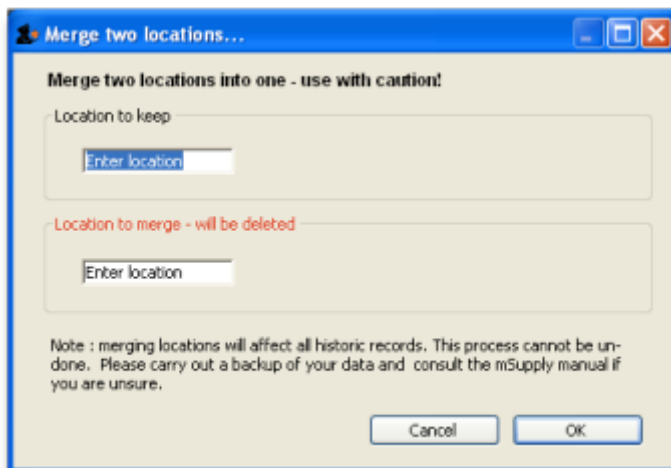 Merge two locations...
Merge two locations into one - use with caution!
Location to keep
Enter location
Location to merge - will be deleted
Enter location
Note : merging locations will affect all historic records. This process cannot be un-
done. Please carry out a backup of your data and consult the mSupply manual if
you are unsure.
Cancel OK